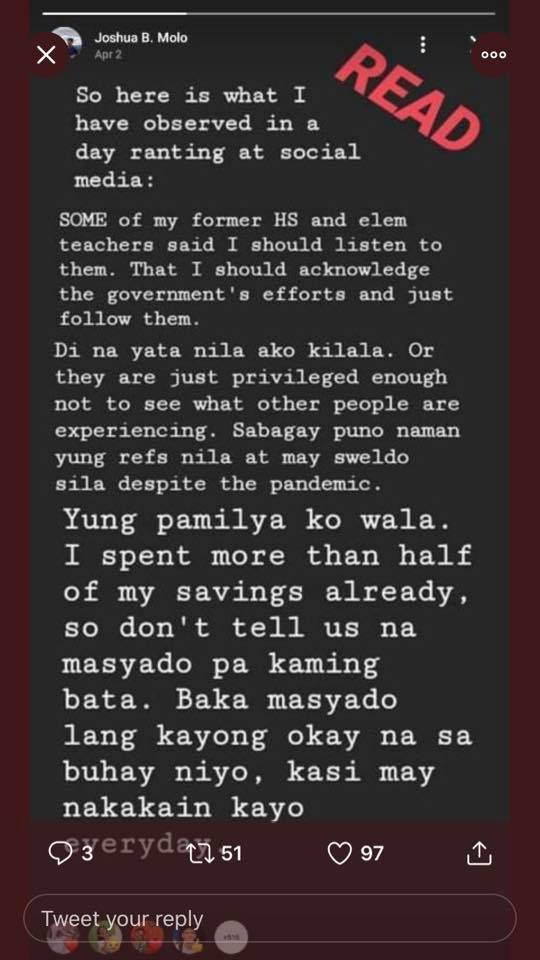 Joshua B. Molo
Apr 2
READ
So here is what I
have observed in a
day ranting at social
media:
SOME of my former HS and elem
teachers said I should listen to
them. That I should acknowledge
the government's efforts and just
follow them.
Di na yata nila ako kilala. Or
they are just privileged enough
not to see what other people are
experiencing. Sabagay puno naman
yung refs nila at may sweldo
sila despite the pandemic.
Yung pamilya ko wala.
I spent more than half
of my savings already,
so don't tell us na
masyado pa kaming
bata. Baka masyado
lang kayong okay na sa
buhay niyo, kasi may
nakakain kayo
everyday.
3 51 97
Tweet your reply